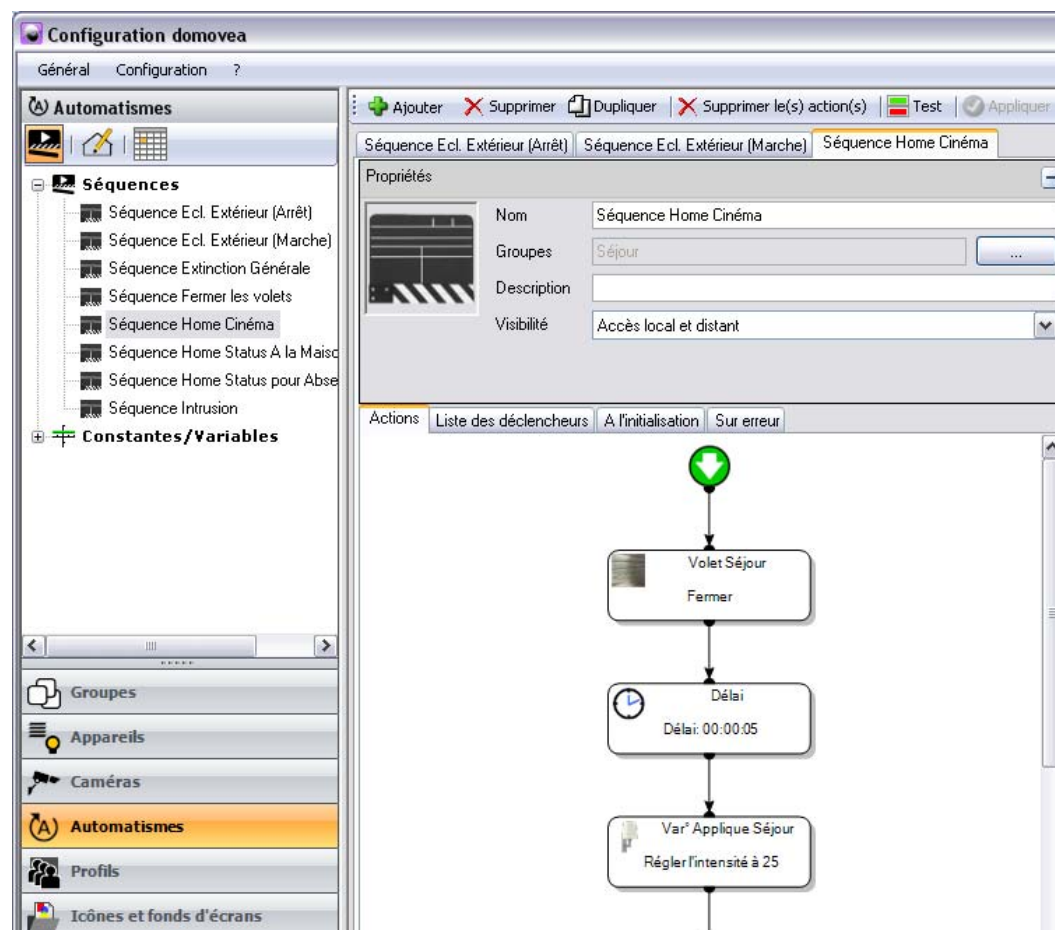 Configuration domovea
Général Configuration ?
Automatismes
Séquences
Séquence Ecl. Extérieur (Arrêt)
Séquence Ecl. Extérieur (Marche)
Séquence Extinction Générale
Séquence Fermer les volets
Séquence Home Cinéma
Séquence Home Status A la Maisc
Séquence Home Status pour Abse
Séquence Intrusion
Constantes/Variables
Groupes
Appareils
Caméras
Automatismes
Profils
Icônes et fonds d'écrans
Ajouter Supprimer Dupliquer Supprimer le(s) action(s) Test Appliquer
Séquence Ecl. Extérieur (Arrêt) Séquence Ecl. Extérieur (Marche) Séquence Home Cinéma
Propriétés
Nom Séquence Home Cinéma
Groupes Séjour ...
Description
Visibilité Accès local et distant
Actions Liste des déclencheurs A l'initialisation Sur erreur
Volet Séjour
Fermer
Délai
Délai: 00:00:05
Var° Applique Séjour
Régler l'intensité à 25